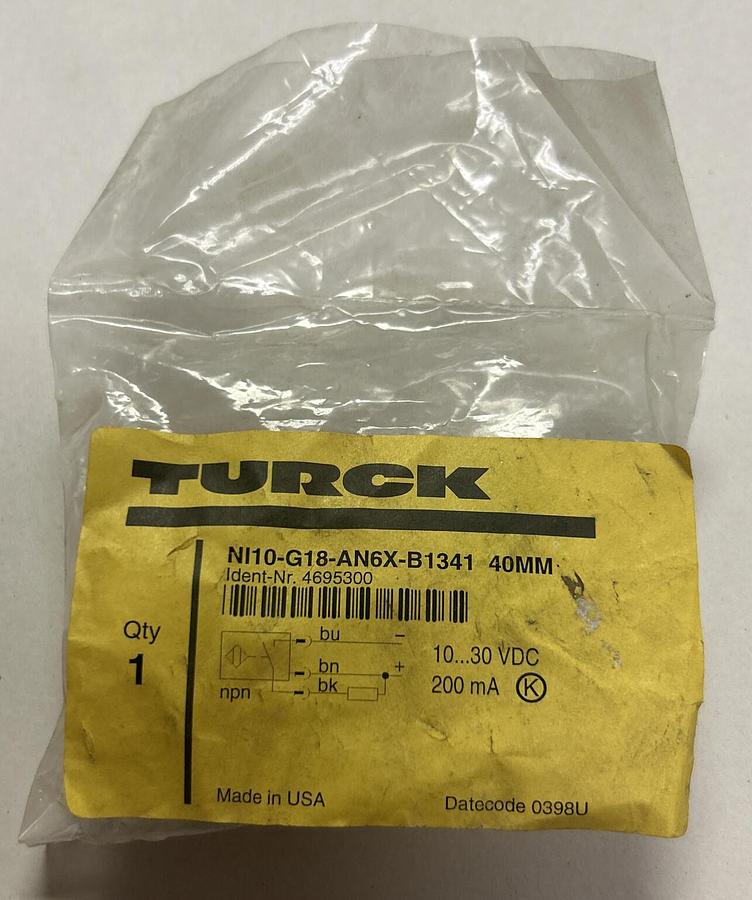 TURCK
NI10-G18-AN6X-B1341 40MM
Ident-Nr. 4695300
Qty
1
bu −
bn +
bk
npn
10...30 VDC
200 mA K
Made in USA
Datecode 0398U